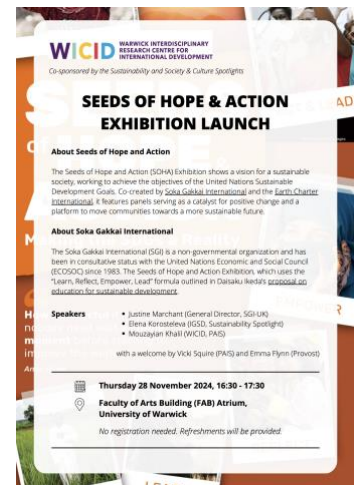 WICID WARWICK INTERDISCIPLINARY
RESEARCH CENTRE FOR
INTERNATIONAL DEVELOPMENT
Co-sponsored by the Sustainability and Society & Culture Spotlights
SEEDS OF HOPE & ACTION
EXHIBITION LAUNCH
About Seeds of Hope and Action
The Seeds of Hope and Action (SOHA) Exhibition shows a vision for a sustainable
society, working to achieve the objectives of the United Nations Sustainable
Development Goals. Co created by Soka Gakkai International and the Earth Charter
International, it features panels serving as a catalyst for positive change and a
platform to move communities towards a more sustainable future.
About Soka Gakkai International
The Soka Gakkai International (SGI) is a non-governmental organization and has
been in consultative status with the United Nations Economic and Social Council
(ECOSOC) since 1983. The Seeds of Hope and Action Exhibition, which uses the
"Learn, Reflect, Empower, Lead" formula outlined in Daisaku Ikeda's proposal on
education for sustainable development.
Speakers
• Justine Marchant (General Director, SGI-UK)
• Elena Korosteleva (IGSD, Sustainability Spotlight)
• Mouzayian Khalil (WICID, PAIS)
with a welcome by Vicki Squire (PAIS) and Emma Flynn (Provost)
Thursday 28 November 2024, 16:30 - 17:30
Faculty of Arts Building (FAB) Atrium,
University of Warwick
No registration needed. Refreshments will be provided.